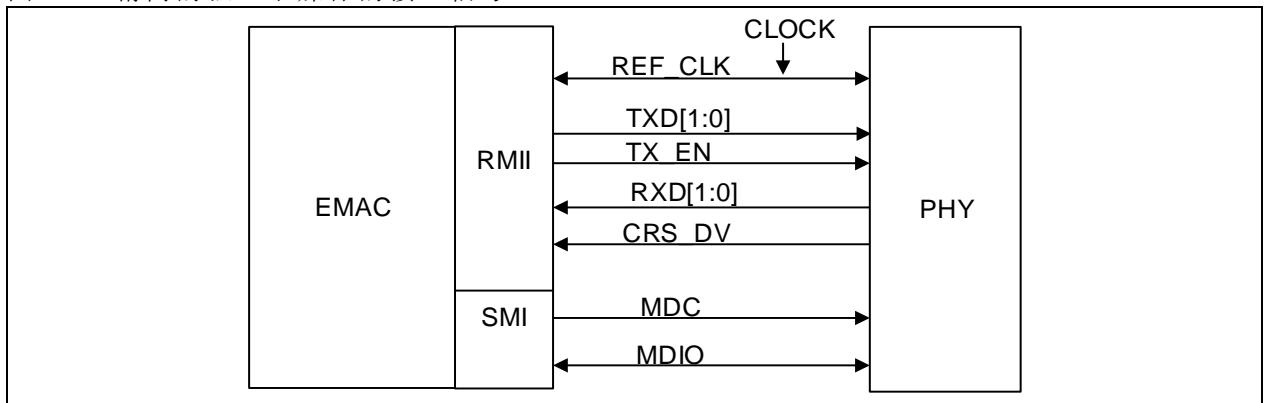 CLOCK
REF_CLK
TXD[1:0]
TX_EN
RMII
RXD[1:0]
EMAC
PHY
CRS_DV
SMI
MDC
MDIO